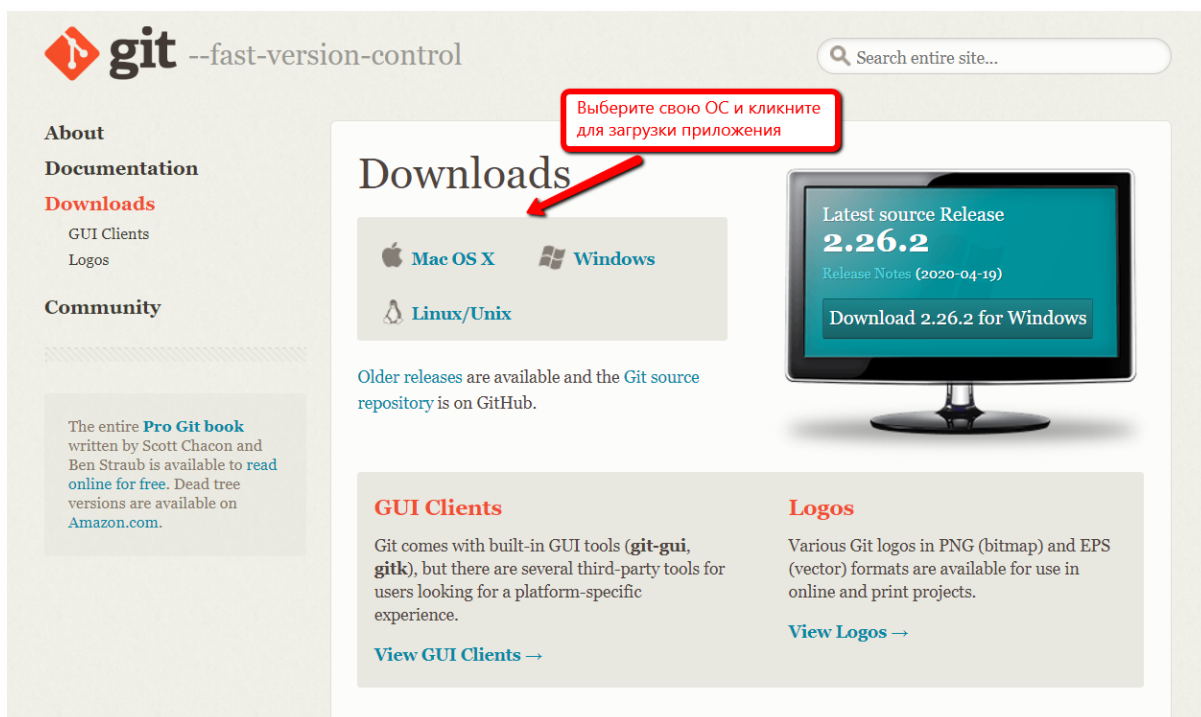 git --fast-version-control
Search entire site...
About
Documentation
Downloads
GUI Clients
Logos
Community
The entire Pro Git book
written by Scott Chacon and
Ben Straub is available to read
online for free. Dead tree
versions are available on
Amazon.com.
Выберите свою ОС и кликните
для загрузки приложения
Downloads
Mac OS X
Windows
Linux/Unix
Older releases are available and the Git source
repository is on GitHub.
Latest source Release
2.26.2
Release Notes (2020-04-19)
Download 2.26.2 for Windows
GUI Clients
Git comes with built-in GUI tools (git-gui,
gitk), but there are several third-party tools for
users looking for a platform-specific
experience.
View GUI Clients →
Logos
Various Git logos in PNG (bitmap) and EPS
(vector) formats are available for use in
online and print projects.
View Logos →